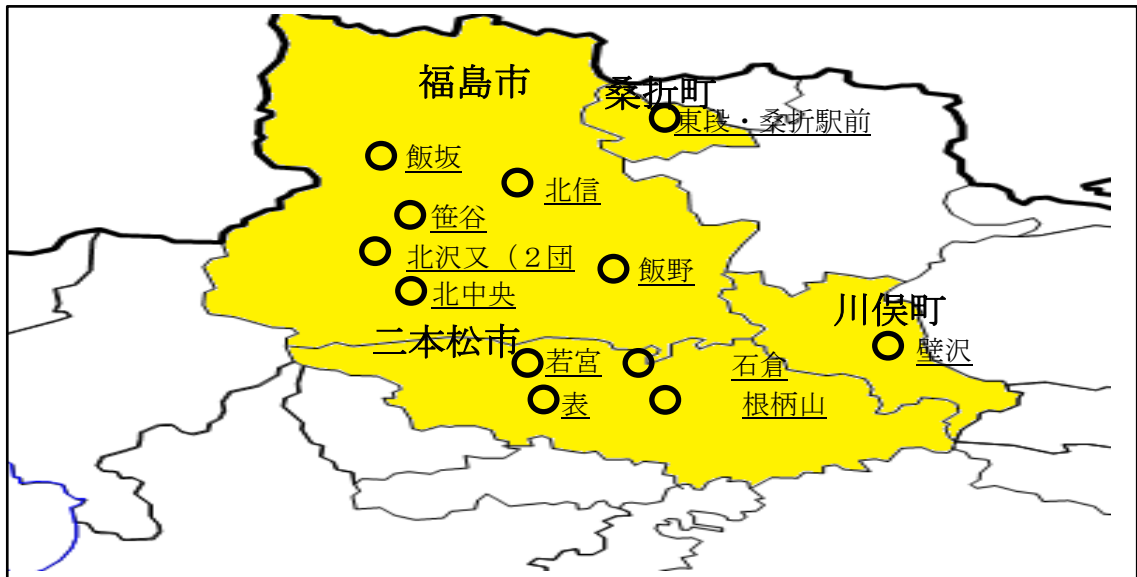 福島市
桑折町
東段・桑折駅前
飯坂
北信
笹谷
北沢又（２団
飯野
北中央
川俣町
二本松市
若宮
石倉
壁沢
表
根柄山